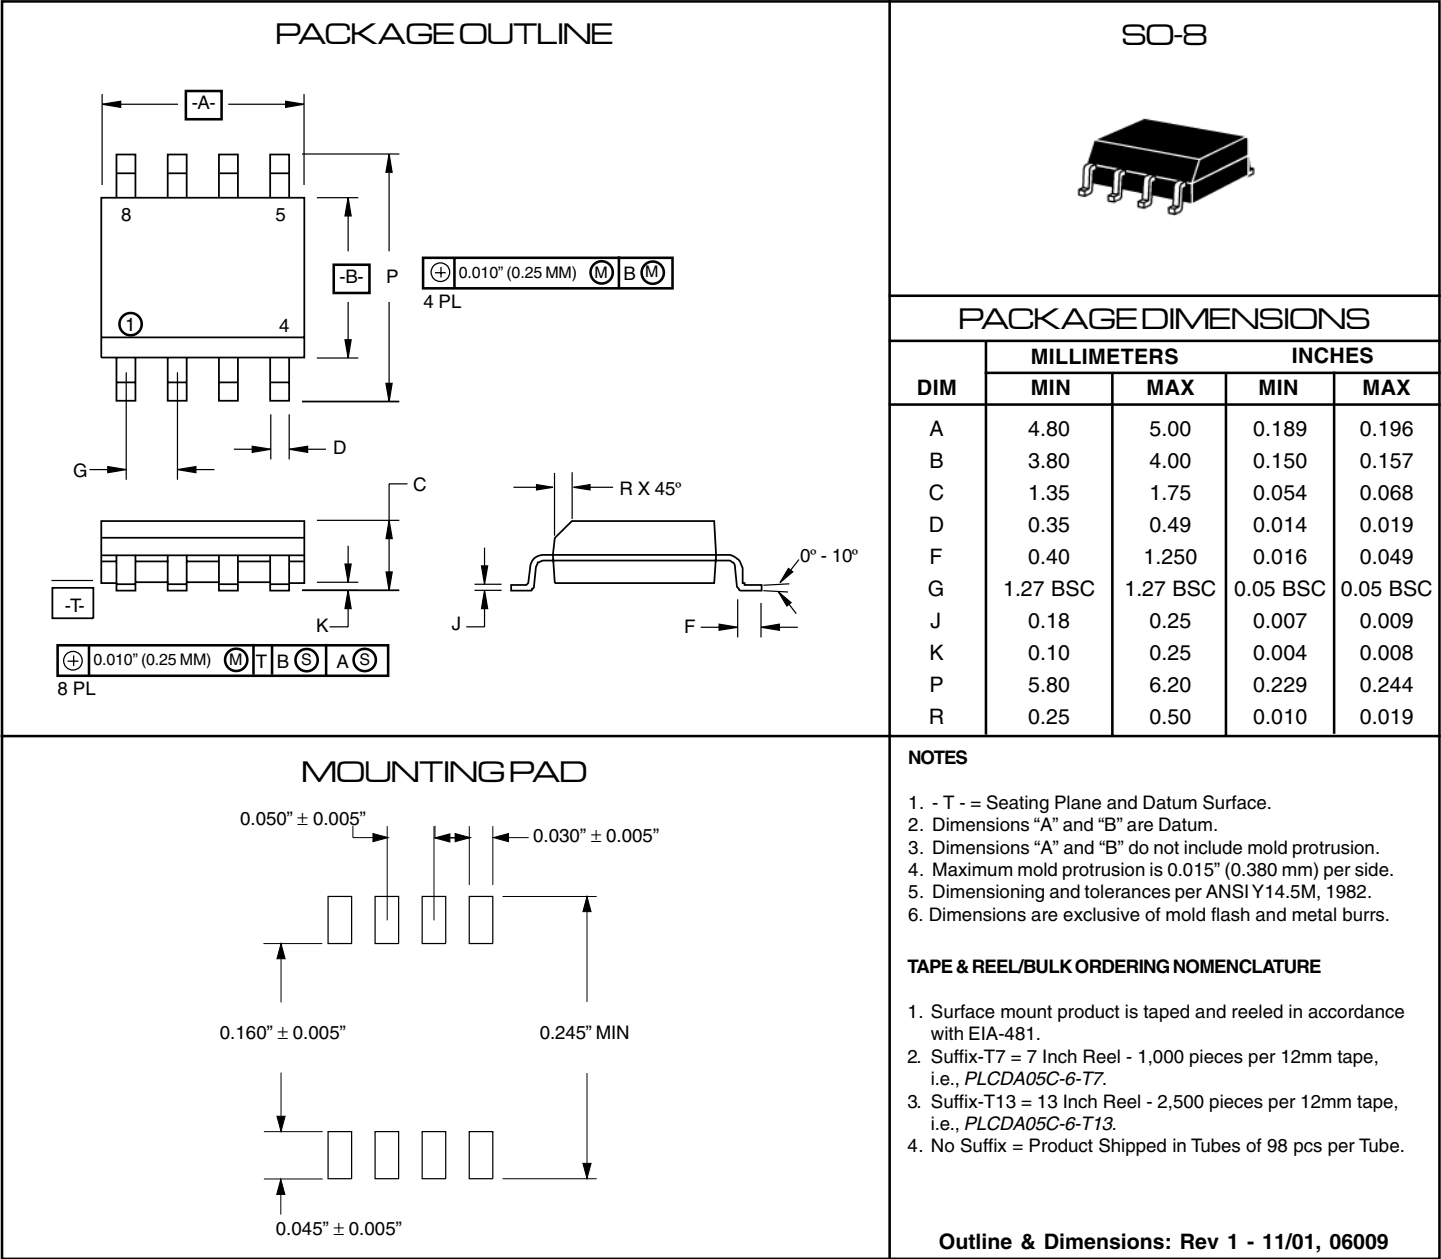 PACKAGE OUTLINE
-A-
8 5
-B- P
⌖ 0.010” (0.25 MM) Ⓜ B Ⓜ
4 PL
① 4
D
G
C
-T-
K
⌖ 0.010” (0.25 MM) Ⓜ T B Ⓢ A Ⓢ
8 PL
R X 45º
0º - 10º
J
F
SO-8
PACKAGE DIMENSIONS
MILLIMETERS INCHES
DIM MIN MAX MIN MAX
A 4.80 5.00 0.189 0.196
B 3.80 4.00 0.150 0.157
C 1.35 1.75 0.054 0.068
D 0.35 0.49 0.014 0.019
F 0.40 1.250 0.016 0.049
G 1.27 BSC 1.27 BSC 0.05 BSC 0.05 BSC
J 0.18 0.25 0.007 0.009
K 0.10 0.25 0.004 0.008
P 5.80 6.20 0.229 0.244
R 0.25 0.50 0.010 0.019
MOUNTING PAD
0.050” ± 0.005”
0.030” ± 0.005”
0.160” ± 0.005”
0.245” MIN
0.045” ± 0.005”
NOTES
1. - T - = Seating Plane and Datum Surface.
2. Dimensions “A” and “B” are Datum.
3. Dimensions “A” and “B” do not include mold protrusion.
4. Maximum mold protrusion is 0.015” (0.380 mm) per side.
5. Dimensioning and tolerances per ANSI Y14.5M, 1982.
6. Dimensions are exclusive of mold flash and metal burrs.
TAPE & REEL/BULK ORDERING NOMENCLATURE
1. Surface mount product is taped and reeled in accordance
with EIA-481.
2. Suffix-T7 = 7 Inch Reel - 1,000 pieces per 12mm tape,
i.e., PLCDA05C-6-T7.
3. Suffix-T13 = 13 Inch Reel - 2,500 pieces per 12mm tape,
i.e., PLCDA05C-6-T13.
4. No Suffix = Product Shipped in Tubes of 98 pcs per Tube.
Outline & Dimensions: Rev 1 - 11/01, 06009